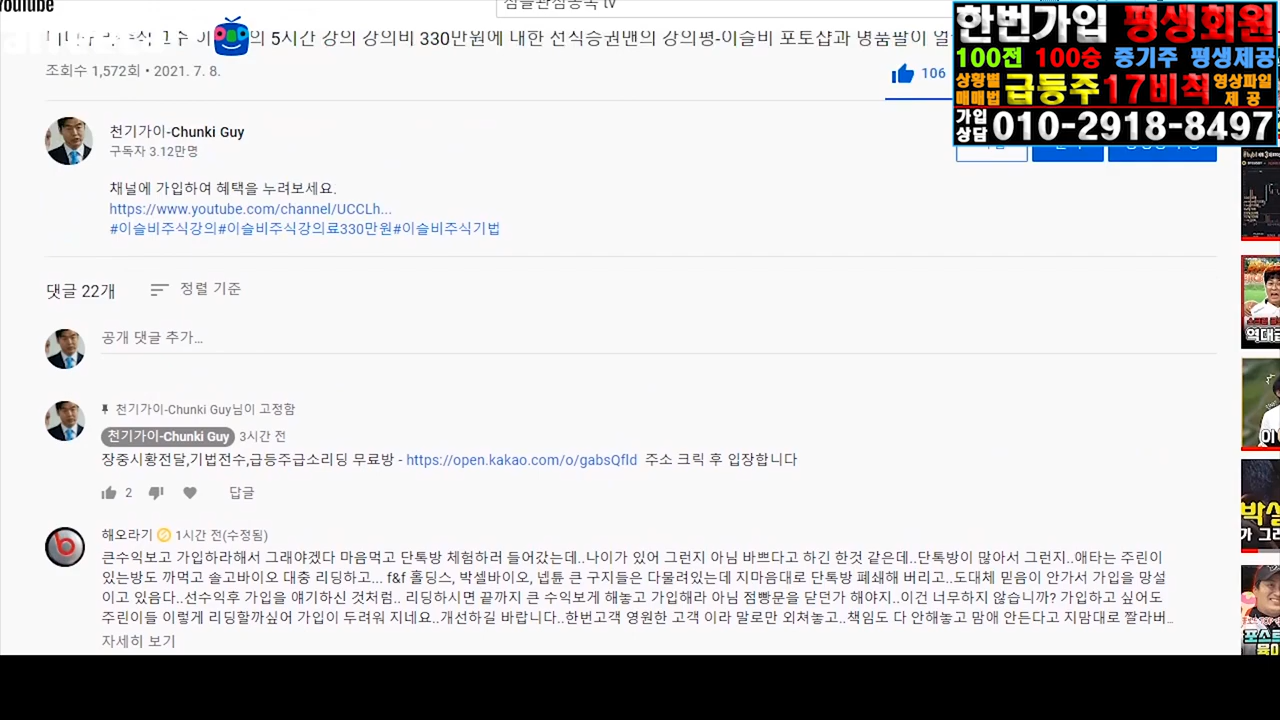 YouTube
심플관심종목 tv
의 5시간 강의 강의비 330만원에 대한 선식증권맨의 강의평-이슬비 포토샵과 명품팔이
조회수 1,572회 • 2021. 7. 8.
106
한번가입 평생회원
100전 100승 중기주 평생제공
상황별 매매법 급등주17비칙 영상파일 제 공
가입 상담 010-2918-8497
천기가이-Chunki Guy
구독자 3.12만명
채널에 가입하여 혜택을 누려보세요.
https://www.youtube.com/channel/UCCLh...
#이슬비주식강의#이슬비주식강의료330만원#이슬비주식기법
댓글 22개
정렬 기준
공개 댓글 추가...
천기가이-Chunki Guy님이 고정함
천기가이-Chunki Guy 3시간 전
장중시황전달,기법전수,급등주급소리딩 무료방 - https://open.kakao.com/o/gabsQfld 주소 크릭 후 입장합니다
2 답글
해오라기 1시간 전(수정됨)
큰수익보고 가입하라해서 그래야겠다 마음먹고 단톡방 체험하러 들어갔는데..나이가 있어 그런지 아님 바쁘다고 하긴 한것 같은데..단톡방이 많아서 그런지..애타는 주린이
있는방도 까먹고 솔고바이오 대충 리딩하고... f&f 홀딩스, 박셀바이오, 넵튠 큰 구지들은 다물려있는데 지마음대로 단톡방 폐쇄해 버리고..도대체 믿음이 안가서 가입을 망설
이고 있음다..선수익후 가입을 얘기하신 것처럼.. 리딩하시면 끝까지 큰 수익보게 해놓고 가입해라 아님 점빵문을 닫던가 해야지..이건 너무하지 않습니까? 가입하고 싶어도
주린이들 이렇게 리딩할까싶어 가입이 두려워 지네요..개선하길 바랍니다..한번고객 영원한 고객 이라 말로만 외쳐놓고..책임도 다 안해놓고 맘애 안든다고 지맘대로 짤라버...
자세히 보기